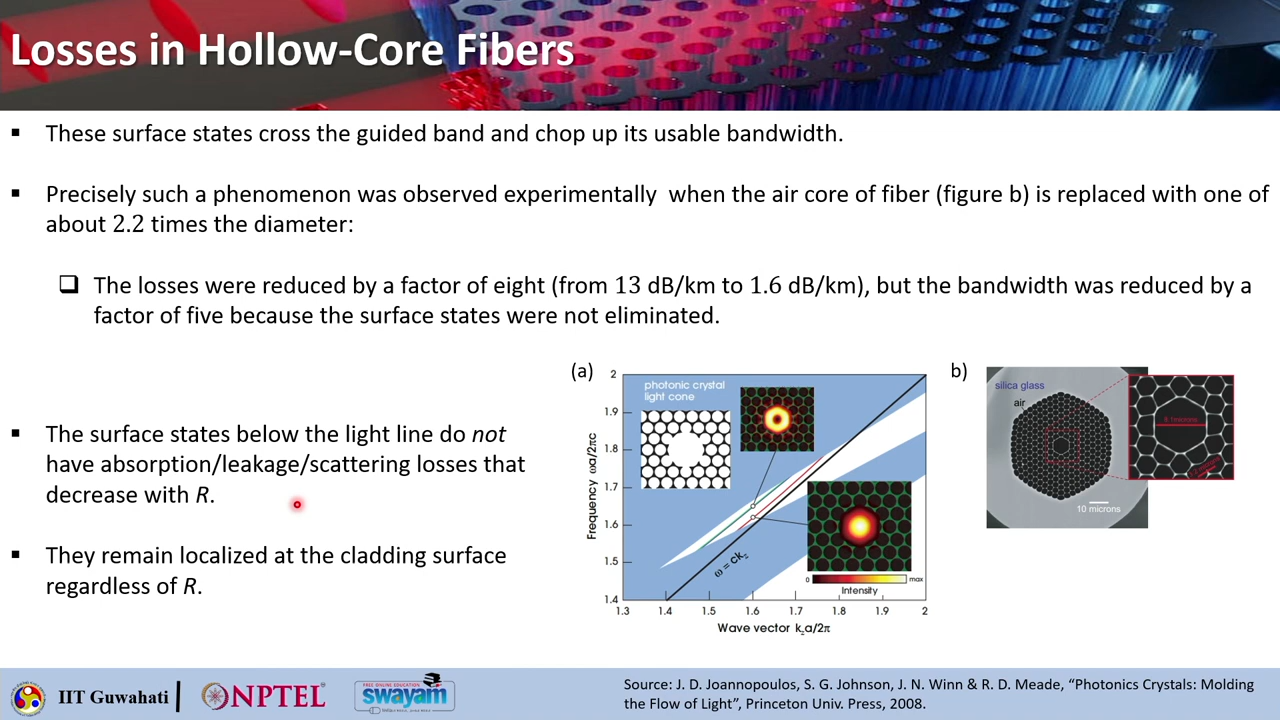 Losses in Hollow-Core Fibers
▪ These surface states cross the guided band and chop up its usable bandwidth.
▪ Precisely such a phenomenon was observed experimentally when the air core of fiber (figure b) is replaced with one of
about 2.2 times the diameter:
❑ The losses were reduced by a factor of eight (from 13 dB/km to 1.6 dB/km), but the bandwidth was reduced by a
factor of five because the surface states were not eliminated.
▪ The surface states below the light line do not
have absorption/leakage/scattering losses that
decrease with R.
▪ They remain localized at the cladding surface
regardless of R.
(a)
photonic crystal
light cone
Frequency ωa/2πc
2
1.9
1.8
1.7
1.6
1.5
1.4
ω = ckz
0
max
Intensity
1.3 1.4 1.5 1.6 1.7 1.8 1.9 2
Wave vector kza/2π
b)
silica glass
air
10 microns
IIT Guwahati
NPTEL
FREE ONLINE EDUCATION
swayam
Source: J. D. Joannopoulos, S. G. Johnson, J. N. Winn & R. D. Meade, “Photonics Crystals: Molding
the Flow of Light”, Princeton Univ. Press, 2008.